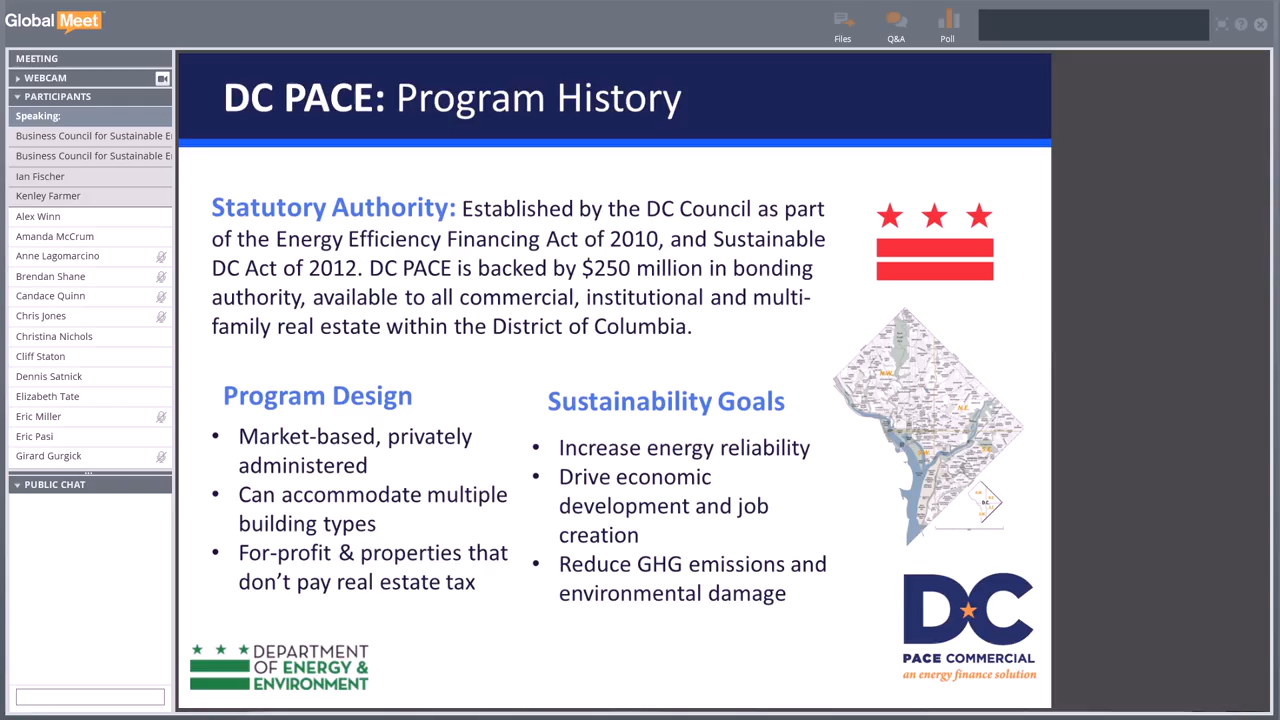 GlobalMeet
Files
Q&A
Poll
MEETING
WEBCAM
PARTICIPANTS
Speaking:
Business Council for Sustainable E
Business Council for Sustainable E
Ian Fischer
Kenley Farmer
Alex Winn
Amanda McCrum
Anne Lagomarcino
Brendan Shane
Candace Quinn
Chris Jones
Christina Nichols
Cliff Staton
Dennis Satnick
Elizabeth Tate
Eric Miller
Eric Pasi
Girard Gurgick
PUBLIC CHAT
DC PACE: Program History
Statutory Authority: Established by the DC Council as part
of the Energy Efficiency Financing Act of 2010, and Sustainable
DC Act of 2012. DC PACE is backed by $250 million in bonding
authority, available to all commercial, institutional and multi-
family real estate within the District of Columbia.
Program Design
• Market-based, privately
administered
• Can accommodate multiple
building types
• For-profit & properties that
don't pay real estate tax
Sustainability Goals
• Increase energy reliability
• Drive economic
development and job
creation
• Reduce GHG emissions and
environmental damage
N.W.
N.E.
D.C.
DEPARTMENT
OF ENERGY &
ENVIRONMENT
DC
PACE COMMERCIAL
an energy finance solution